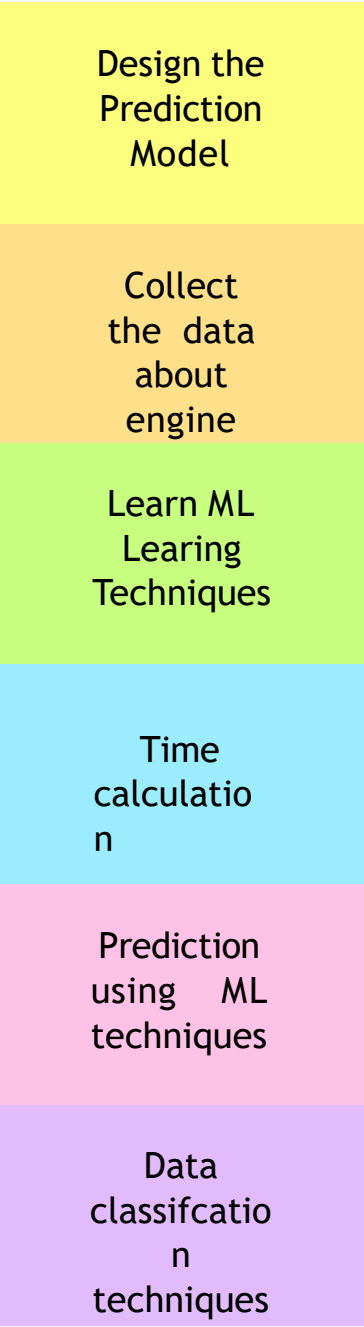 Design the
Prediction
Model
Collect
the data
about
engine
Learn ML
Learing
Techniques
Time
calculatio
n
Prediction
using ML
techniques
Data
classifcatio
n
techniques